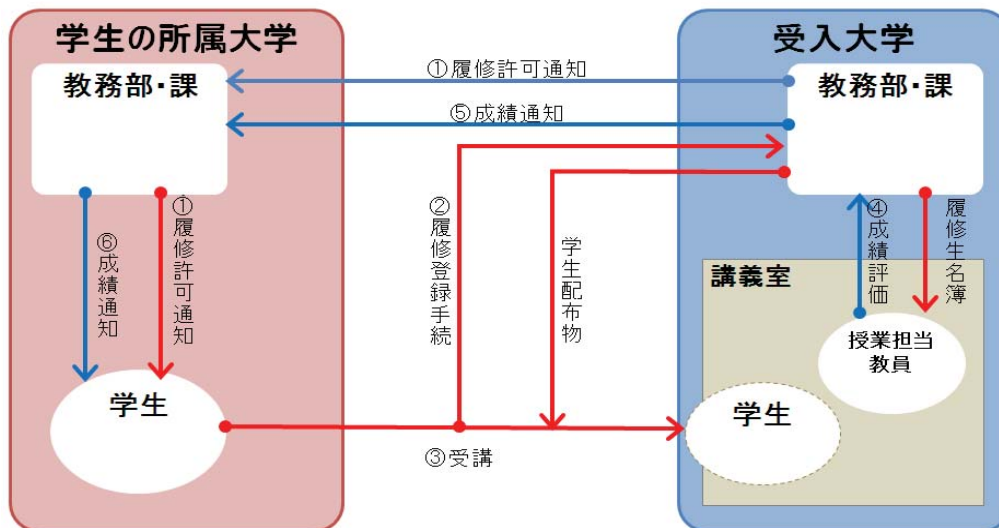 学生の所属大学
受入大学
教務部・課
教務部・課
①履修許可通知
⑤成績通知
⑥成績通知
①履修許可通知
②履修登録手続
学生配布物
④成績評価
履修生名簿
講義室
授業担当
教員
学生
学生
③受講